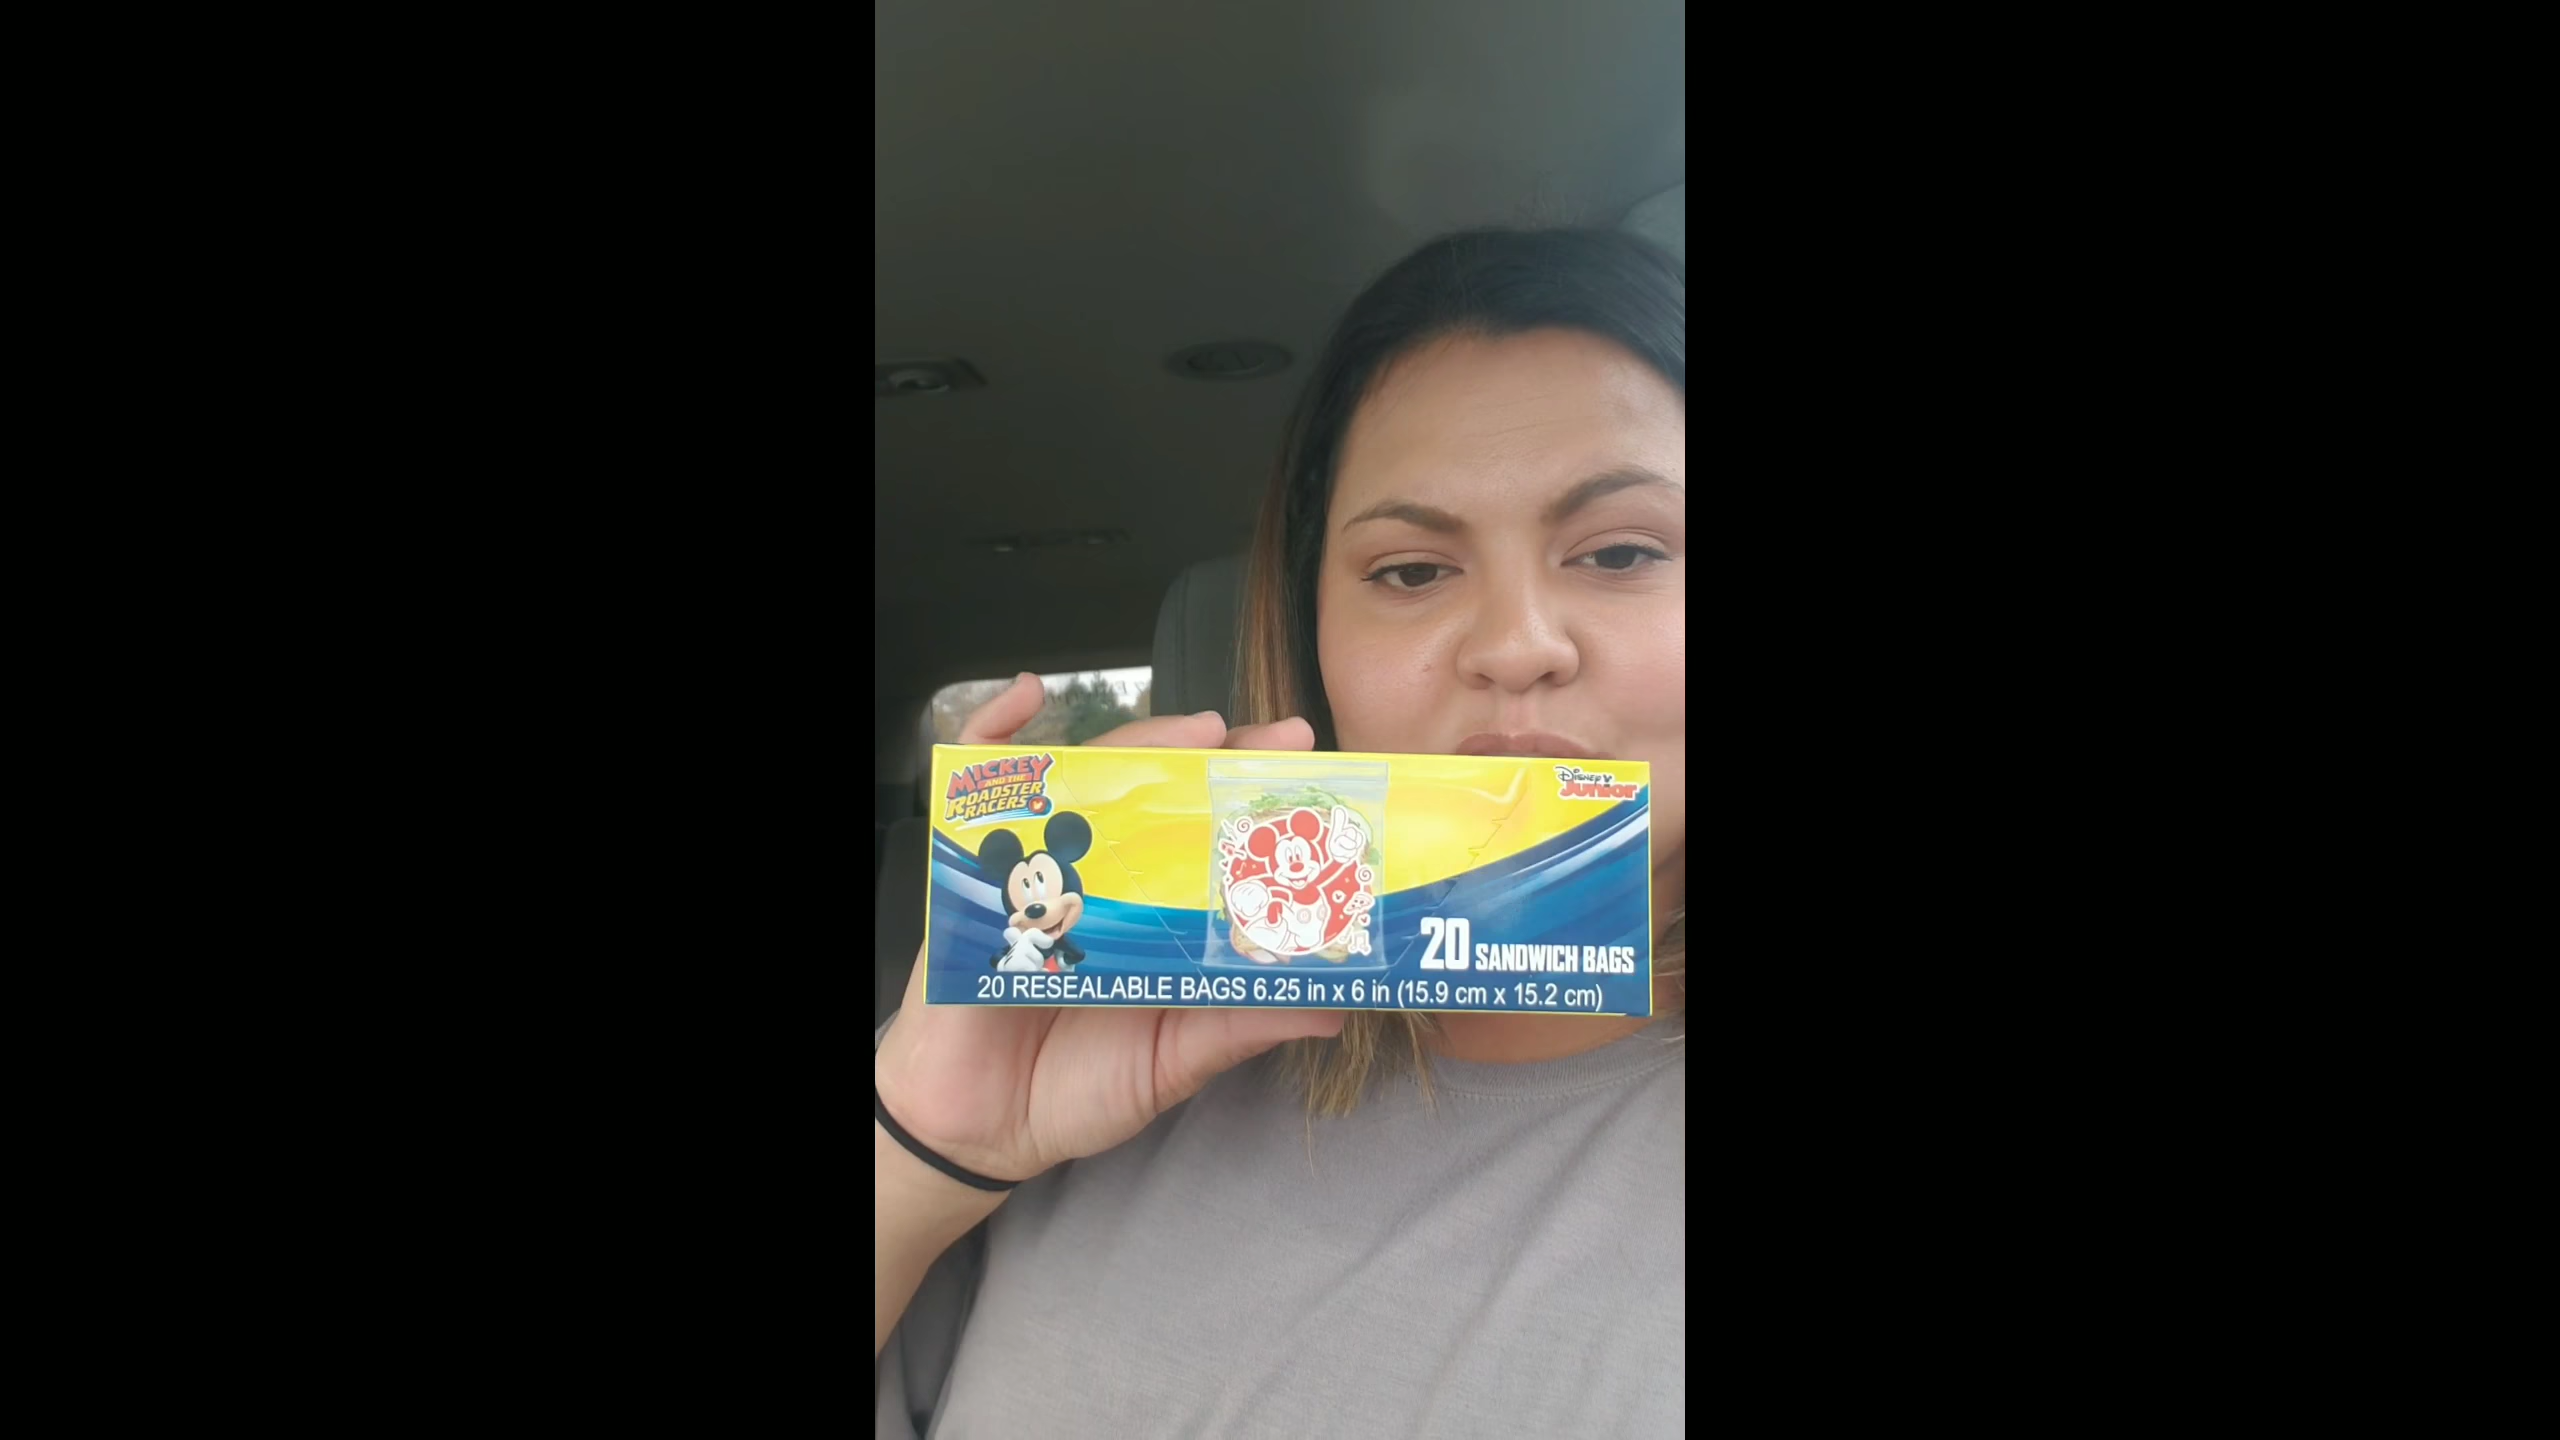 MICKEY
AND THE
ROADSTER
RACERS
Disney
Junior
20 SANDWICH BAGS
20 RESEALABLE BAGS 6.25 in x 6 in (15.9 cm x 15.2 cm)